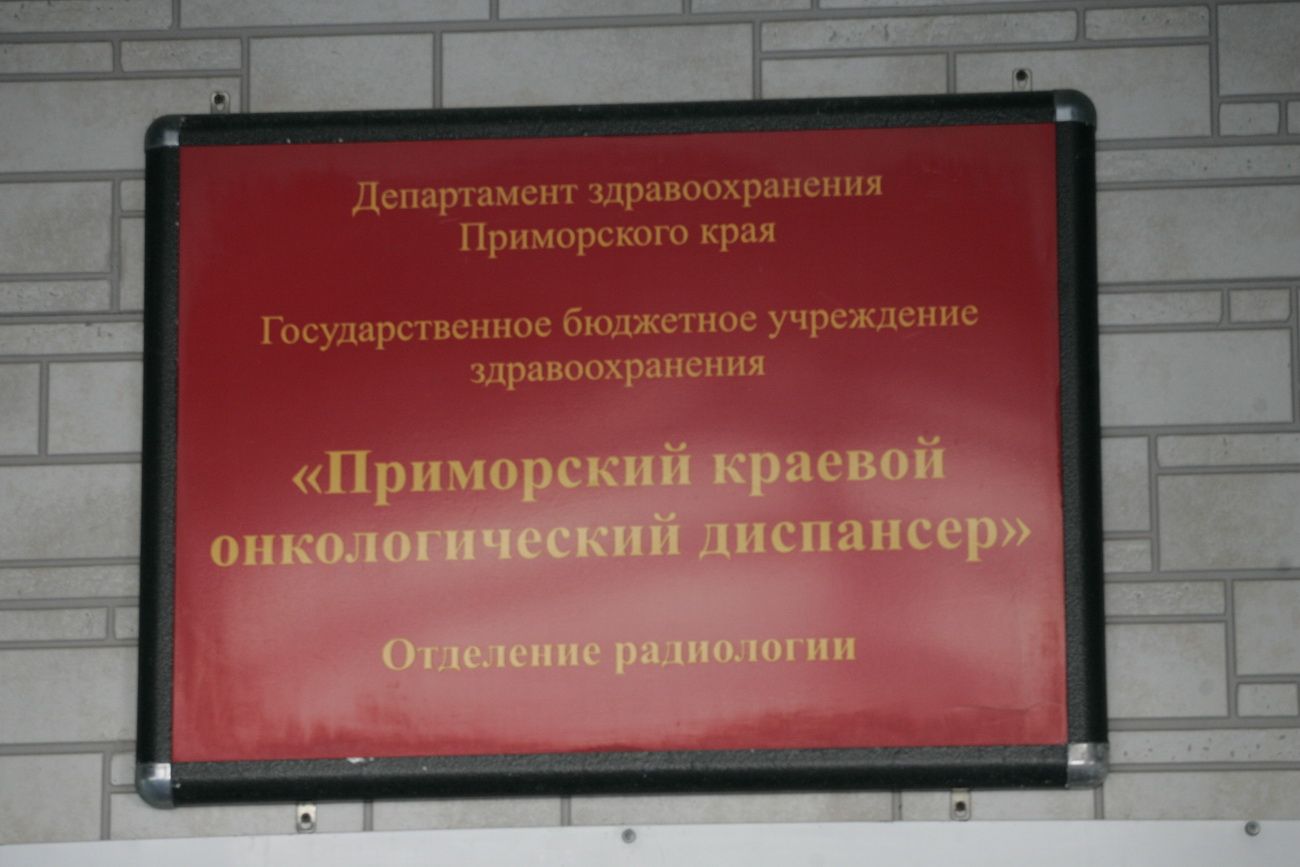 Департамент здравоохранения
Приморского края
Государственное бюджетное учреждение
здравоохранения
«Приморский краевой
онкологический диспансер»
Отделение радиологии